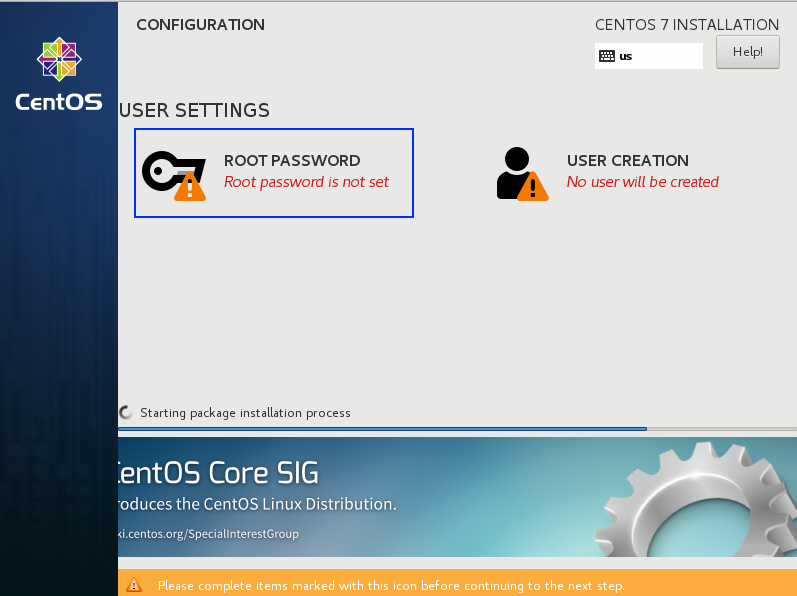 CONFIGURATION
CENTOS 7 INSTALLATION
us
Help!
CentOS
USER SETTINGS
ROOT PASSWORD
Root password is not set
USER CREATION
No user will be created
Starting package installation process
CentOS Core SIG
roduces the CentOS Linux Distribution.
ki.centos.org/SpecialInterestGroup
Please complete items marked with this icon before continuing to the next step.